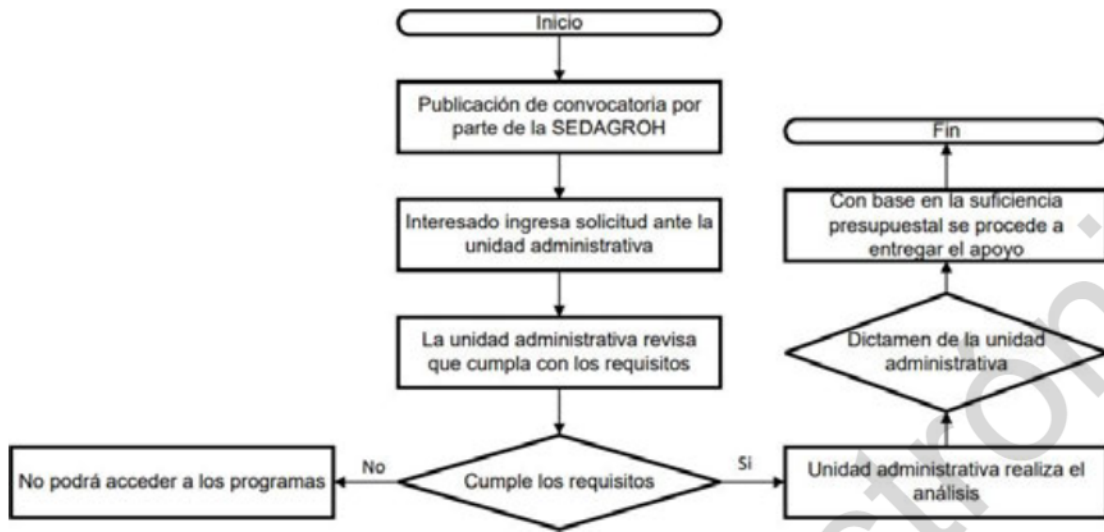 Inicio
Publicación de convocatoria por
parte de la SEDAGROH
Interesado ingresa solicitud ante la
unidad administrativa
La unidad administrativa revisa
que cumpla con los requisitos
Cumple los requisitos
No
No podrá acceder a los programas
Si
Unidad administrativa realiza el
análisis
Dictamen de la unidad
administrativa
Con base en la suficiencia
presupuestal se procede a
entregar el apoyo
Fin